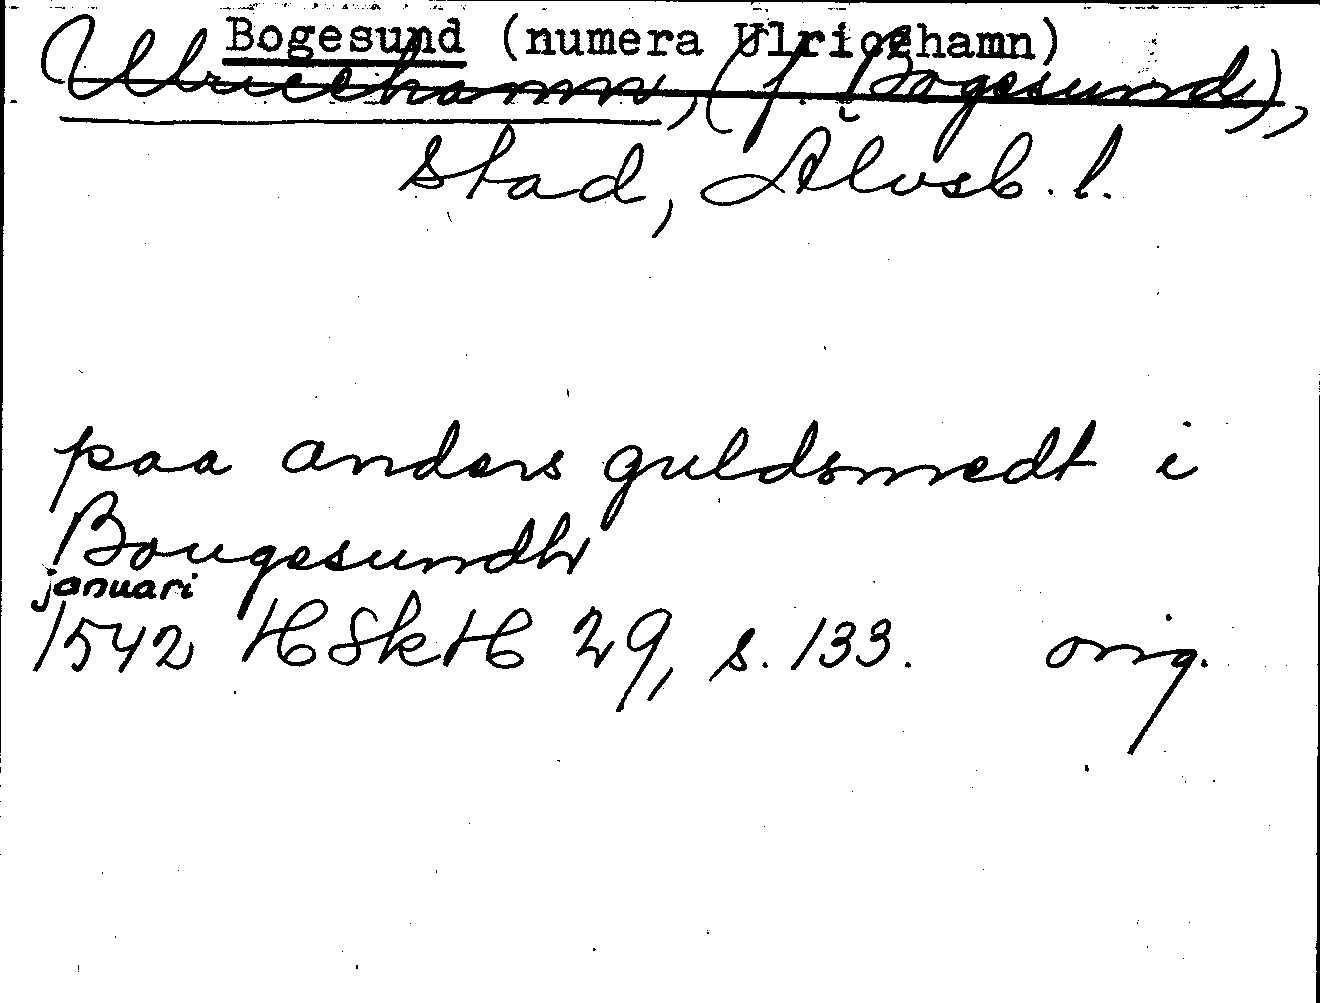 Bogesund (numera Ulricehamn)
Ulricehamn, (f. Bogesund),
stad, Älvsb. l.
paa anders guldsmedt i
Bougesundh
januari
1542 HSkH 29, s. 133. orig.